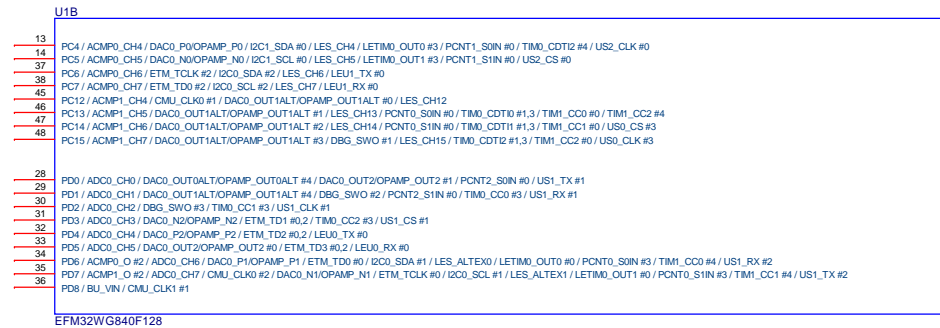 U1B
13 PC4 / ACMP0_CH4 / DAC0_P0/OPAMP_P0 / I2C1_SDA #0 / LES_CH4 / LETIM0_OUT0 #3 / PCNT1_S0IN #0 / TIM0_CDTI2 #4 / US2_CLK #0
14 PC5 / ACMP0_CH5 / DAC0_N0/OPAMP_N0 / I2C1_SCL #0 / LES_CH5 / LETIM0_OUT1 #3 / PCNT1_S1IN #0 / US2_CS #0
37 PC6 / ACMP0_CH6 / ETM_TCLK #2 / I2C0_SDA #2 / LES_CH6 / LEU1_TX #0
38 PC7 / ACMP0_CH7 / ETM_TD0 #2 / I2C0_SCL #2 / LES_CH7 / LEU1_RX #0
45 PC12 / ACMP1_CH4 / CMU_CLK0 #1 / DAC0_OUT1ALT/OPAMP_OUT1ALT #0 / LES_CH12
46 PC13 / ACMP1_CH5 / DAC0_OUT1ALT/OPAMP_OUT1ALT #1 / LES_CH13 / PCNT0_S0IN #0 / TIM0_CDTI0 #1,3 / TIM1_CC0 #0 / TIM1_CC2 #4
47 PC14 / ACMP1_CH6 / DAC0_OUT1ALT/OPAMP_OUT1ALT #2 / LES_CH14 / PCNT0_S1IN #0 / TIM0_CDTI1 #1,3 / TIM1_CC1 #0 / US0_CS #3
48 PC15 / ACMP1_CH7 / DAC0_OUT1ALT/OPAMP_OUT1ALT #3 / DBG_SWO #1 / LES_CH15 / TIM0_CDTI2 #1,3 / TIM1_CC2 #0 / US0_CLK #3
28 PD0 / ADC0_CH0 / DAC0_OUT0ALT/OPAMP_OUT0ALT #4 / DAC0_OUT2/OPAMP_OUT2 #1 / PCNT2_S0IN #0 / US1_TX #1
29 PD1 / ADC0_CH1 / DAC0_OUT1ALT/OPAMP_OUT1ALT #4 / DBG_SWO #2 / PCNT2_S1IN #0 / TIM0_CC0 #3 / US1_RX #1
30 PD2 / ADC0_CH2 / DBG_SWO #3 / TIM0_CC1 #3 / US1_CLK #1
31 PD3 / ADC0_CH3 / DAC0_N2/OPAMP_N2 / ETM_TD1 #0,2 / TIM0_CC2 #3 / US1_CS #1
32 PD4 / ADC0_CH4 / DAC0_P2/OPAMP_P2 / ETM_TD2 #0,2 / LEU0_TX #0
33 PD5 / ADC0_CH5 / DAC0_OUT2/OPAMP_OUT2 #0 / ETM_TD3 #0,2 / LEU0_RX #0
34 PD6 / ACMP0_O #2 / ADC0_CH6 / DAC0_P1/OPAMP_P1 / ETM_TD0 #0 / I2C0_SDA #1 / LES_ALTEX0 / LETIM0_OUT0 #0 / PCNT0_S0IN #3 / TIM1_CC0 #4 / US1_RX #2
35 PD7 / ACMP1_O #2 / ADC0_CH7 / CMU_CLK0 #2 / DAC0_N1/OPAMP_N1 / ETM_TCLK #0 / I2C0_SCL #1 / LES_ALTEX1 / LETIM0_OUT1 #0 / PCNT0_S1IN #3 / TIM1_CC1 #4 / US1_TX #2
36 PD8 / BU_VIN / CMU_CLK1 #1
EFM32WG840F128